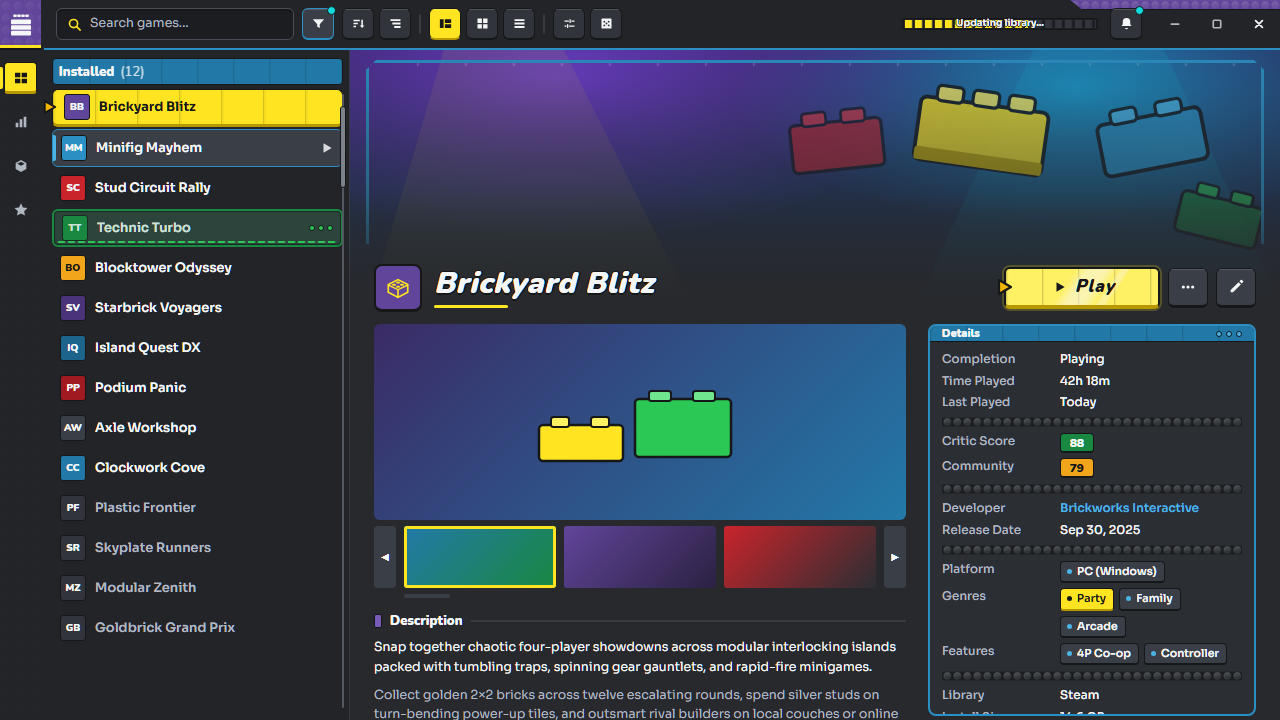 Search games...
Updating library...
Installed (12)
BB Brickyard Blitz
MM Minifig Mayhem
SC Stud Circuit Rally
TT Technic Turbo
BO Blocktower Odyssey
SV Starbrick Voyagers
IQ Island Quest DX
PP Podium Panic
AW Axle Workshop
CC Clockwork Cove
PF Plastic Frontier
SR Skyplate Runners
MZ Modular Zenith
GB Goldbrick Grand Prix
Brickyard Blitz
Play
Description
Snap together chaotic four-player showdowns across modular interlocking islands
packed with tumbling traps, spinning gear gauntlets, and rapid-fire minigames.
Collect golden 2×2 bricks across twelve escalating rounds, spend silver studs on
turn-bending power-up tiles, and outsmart rival builders on local couches or online
Details
Completion Playing
Time Played 42h 18m
Last Played Today
Critic Score 88
Community 79
Developer Brickworks Interactive
Release Date Sep 30, 2025
Platform PC (Windows)
Genres Party Family
Arcade
Features 4P Co-op Controller
Library Steam